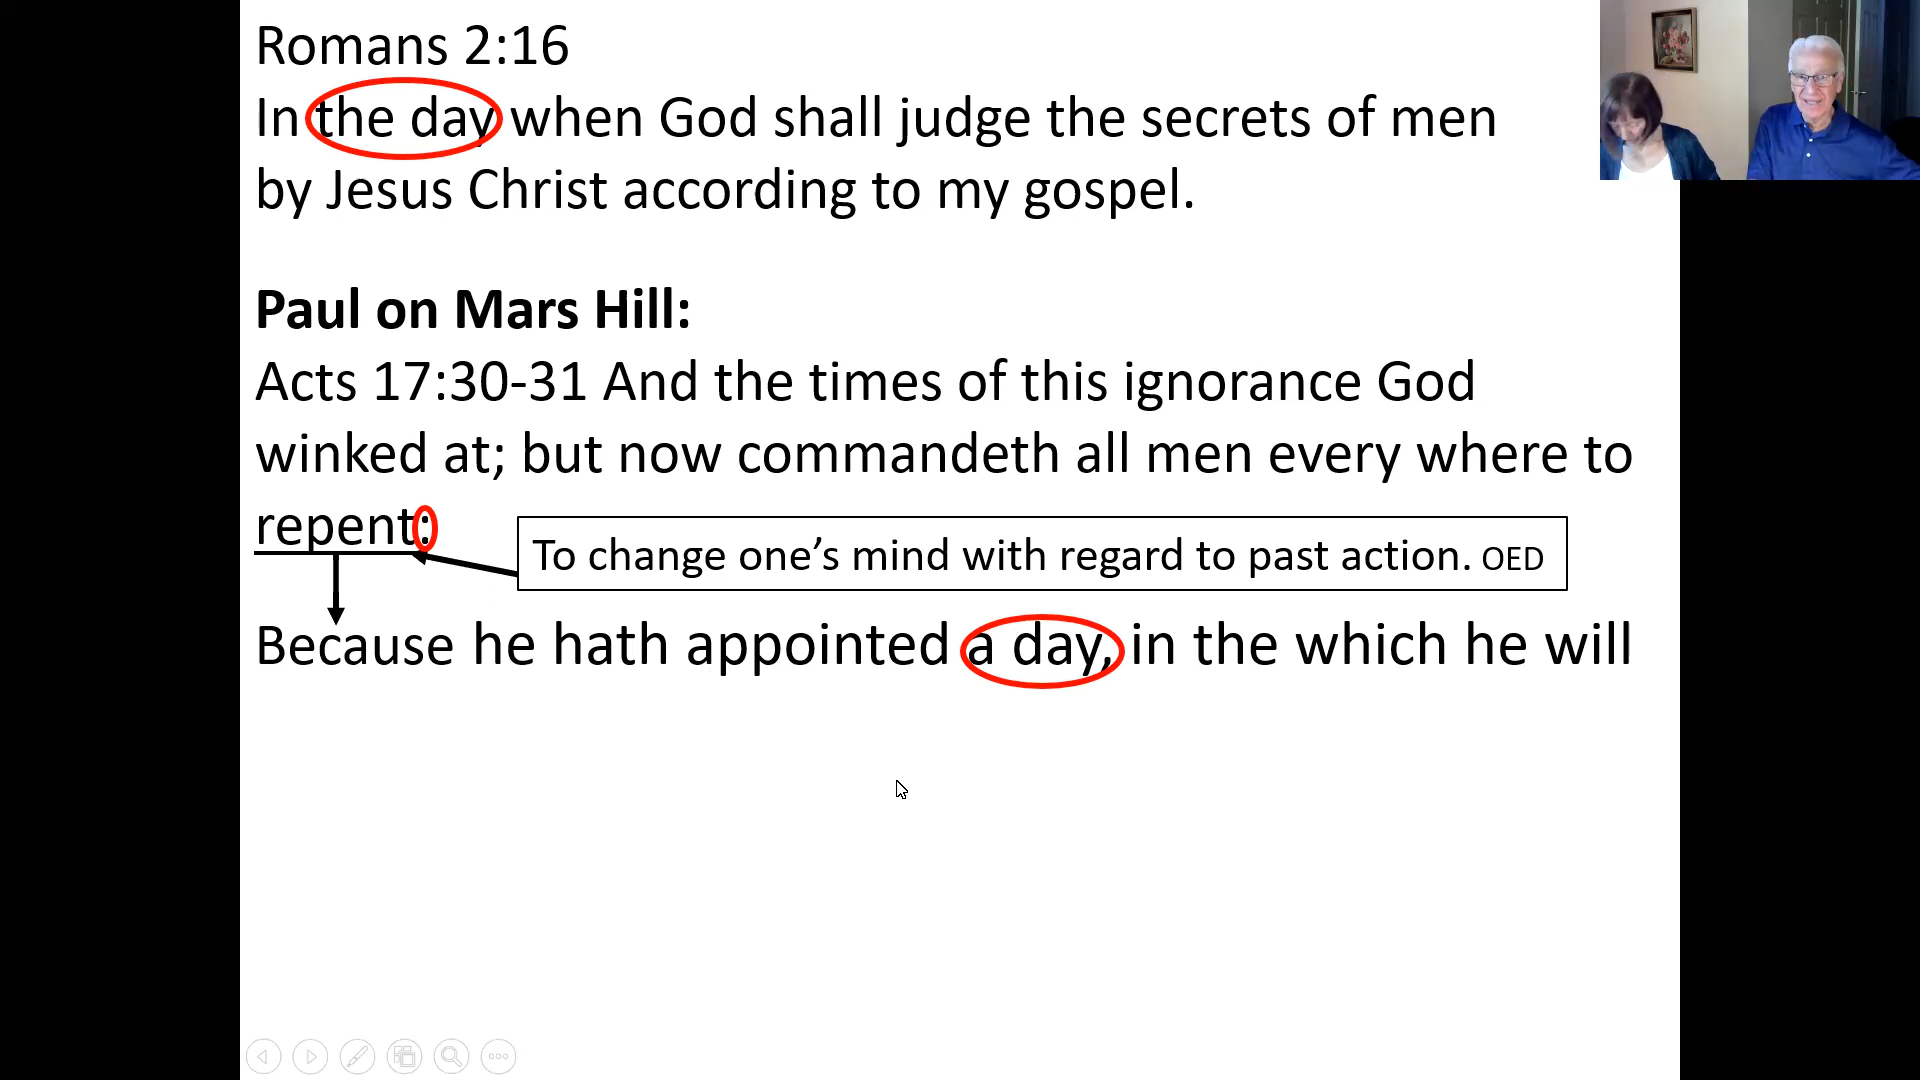 Romans 2:16
In the day when God shall judge the secrets of men
by Jesus Christ according to my gospel.
Paul on Mars Hill:
Acts 17:30-31 And the times of this ignorance God
winked at; but now commandeth all men every where to
repent:
To change one’s mind with regard to past action. OED
Because he hath appointed a day, in the which he will